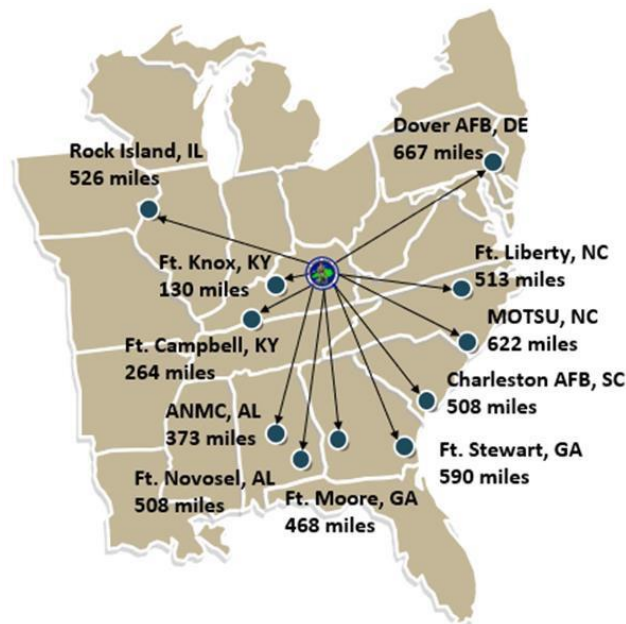 Dover AFB, DE
667 miles
Rock Island, IL
526 miles
Ft. Knox, KY
130 miles
Ft. Liberty, NC
513 miles
MOTSU, NC
622 miles
Ft. Campbell, KY
264 miles
Charleston AFB, SC
508 miles
ANMC, AL
373 miles
Ft. Stewart, GA
590 miles
Ft. Novosel, AL
508 miles
Ft. Moore, GA
468 miles